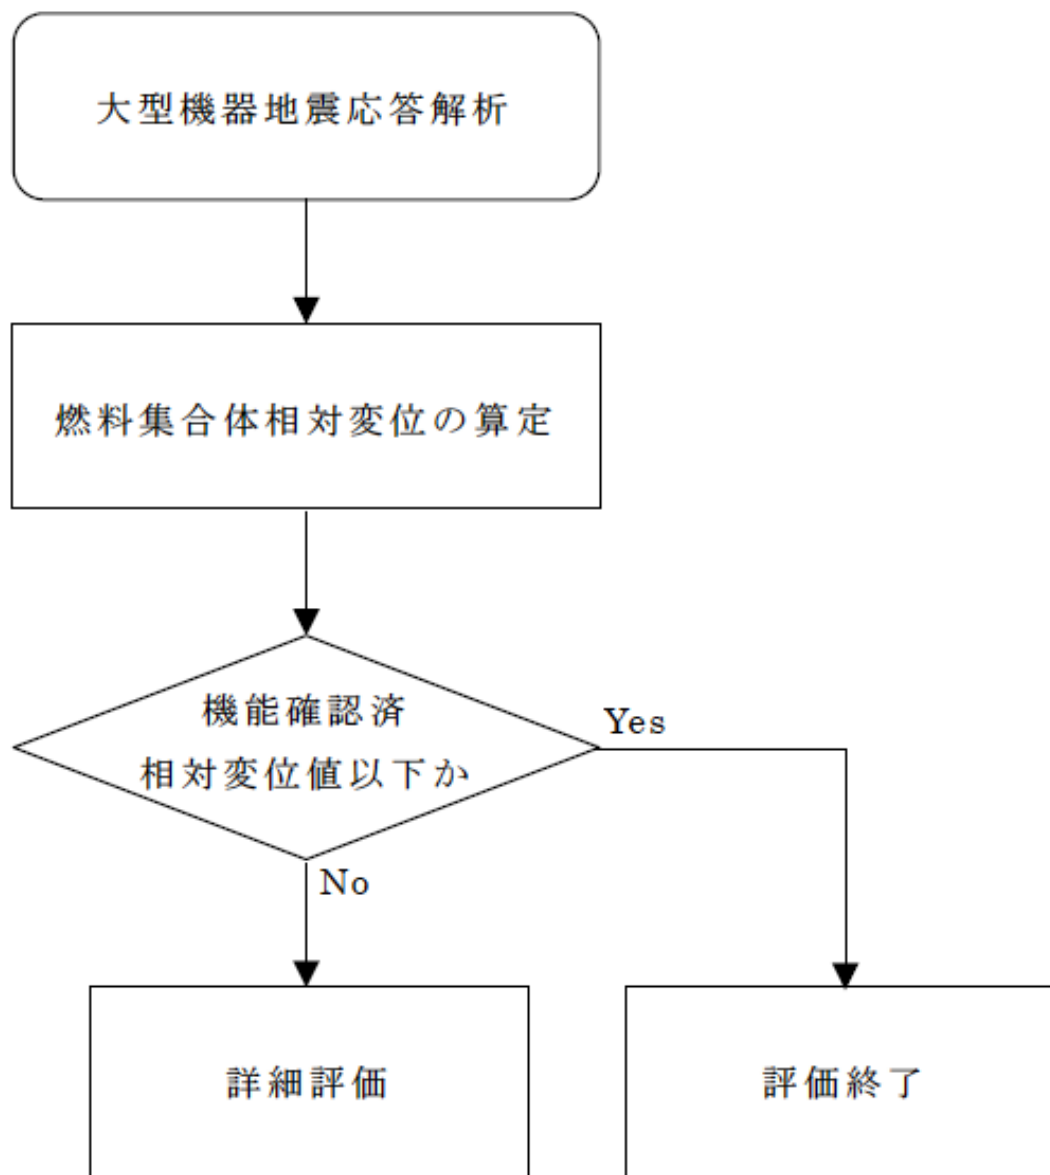 大型機器地震応答解析
燃料集合体相対変位の算定
機能確認済
相対変位値以下か
Yes
No
詳細評価
評価終了